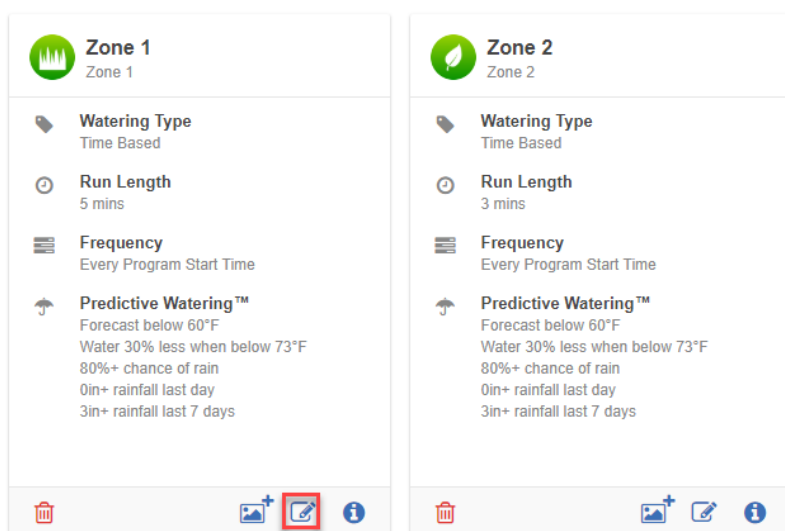 Zone 1
Zone 1
Watering Type
Time Based
Run Length
5 mins
Frequency
Every Program Start Time
Predictive Watering™
Forecast below 60°F
Water 30% less when below 73°F
80%+ chance of rain
0in+ rainfall last day
3in+ rainfall last 7 days
Zone 2
Zone 2
Watering Type
Time Based
Run Length
3 mins
Frequency
Every Program Start Time
Predictive Watering™
Forecast below 60°F
Water 30% less when below 73°F
80%+ chance of rain
0in+ rainfall last day
3in+ rainfall last 7 days